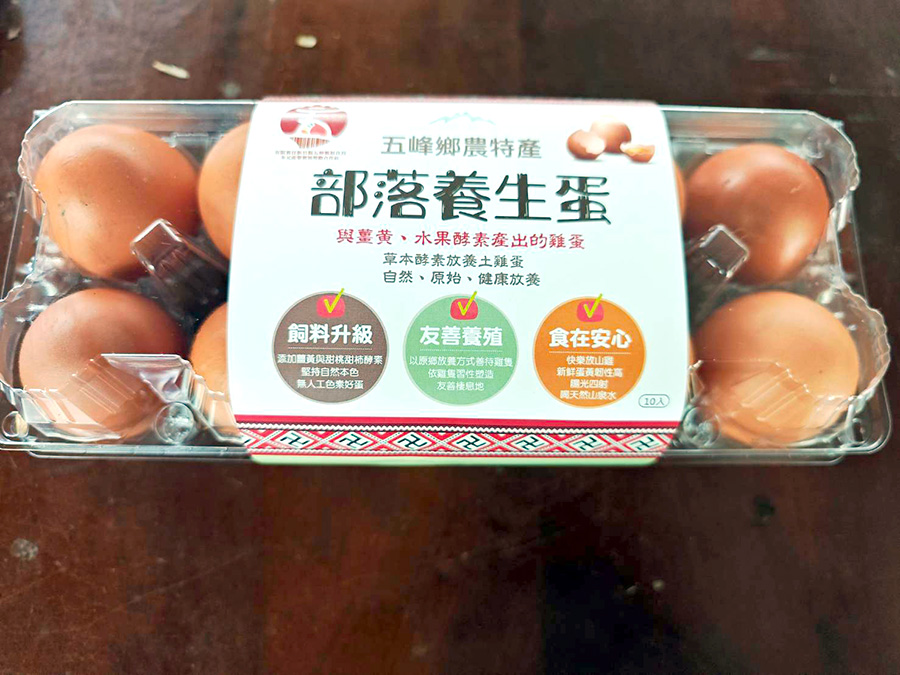 五峰鄉農特產
部落養生蛋
與薑黃、水果酵素產出的雞蛋
草本酵素放養土雞蛋
自然、原始、健康放養
飼料升級
添加薑黃與甜桃甜柿酵素
堅持自然本色
無人工色素好蛋
友善養殖
以原鄉放養方式善待雞隻
依雞隻習性塑造
友善棲息地
食在安心
快樂放山雞
新鮮蛋黃韌性高
陽光四射
喝天然山泉水
10入